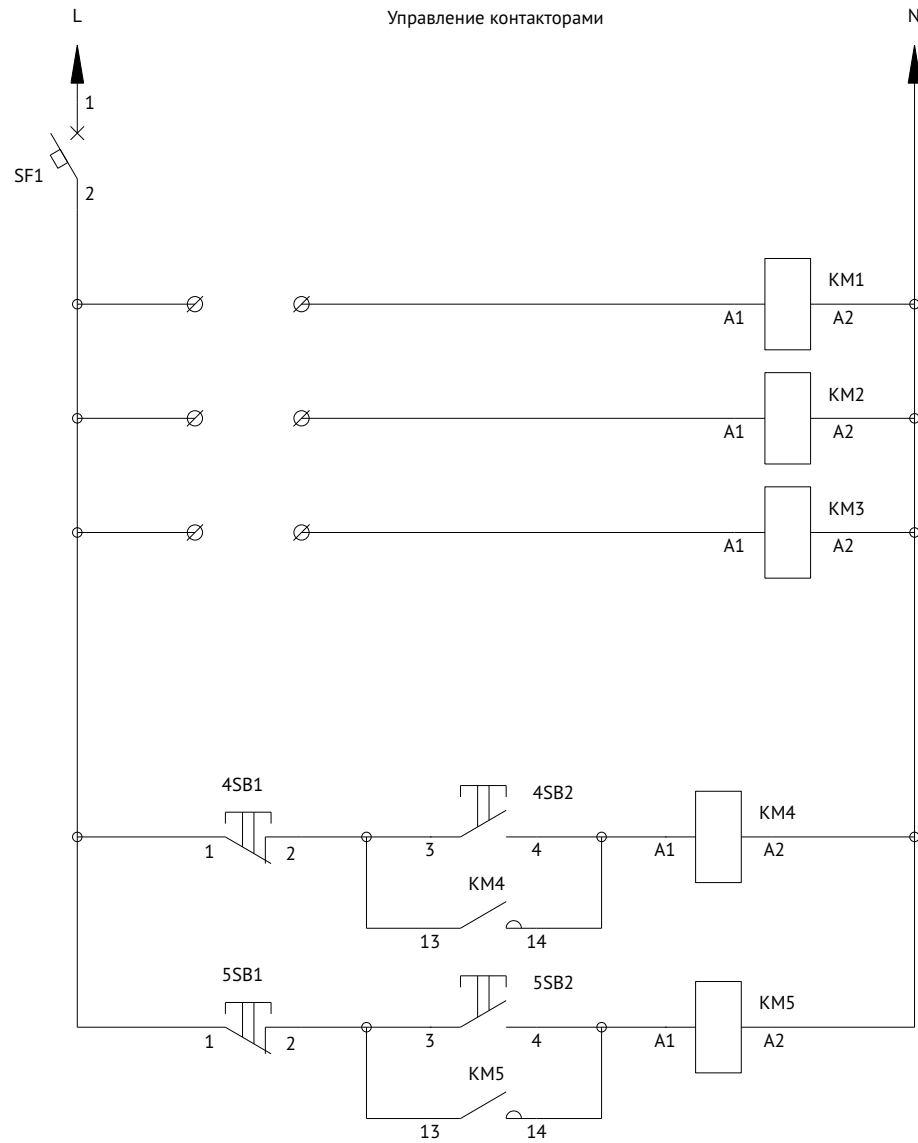 L Управление контакторами N
1
SF1
2
KM1
A1 A2
KM2
A1 A2
KM3
A1 A2
4SB1 4SB2 KM4
1 2 3 4 A1 A2
KM4
13 14
5SB1 5SB2 KM5
1 2 3 4 A1 A2
KM5
13 14